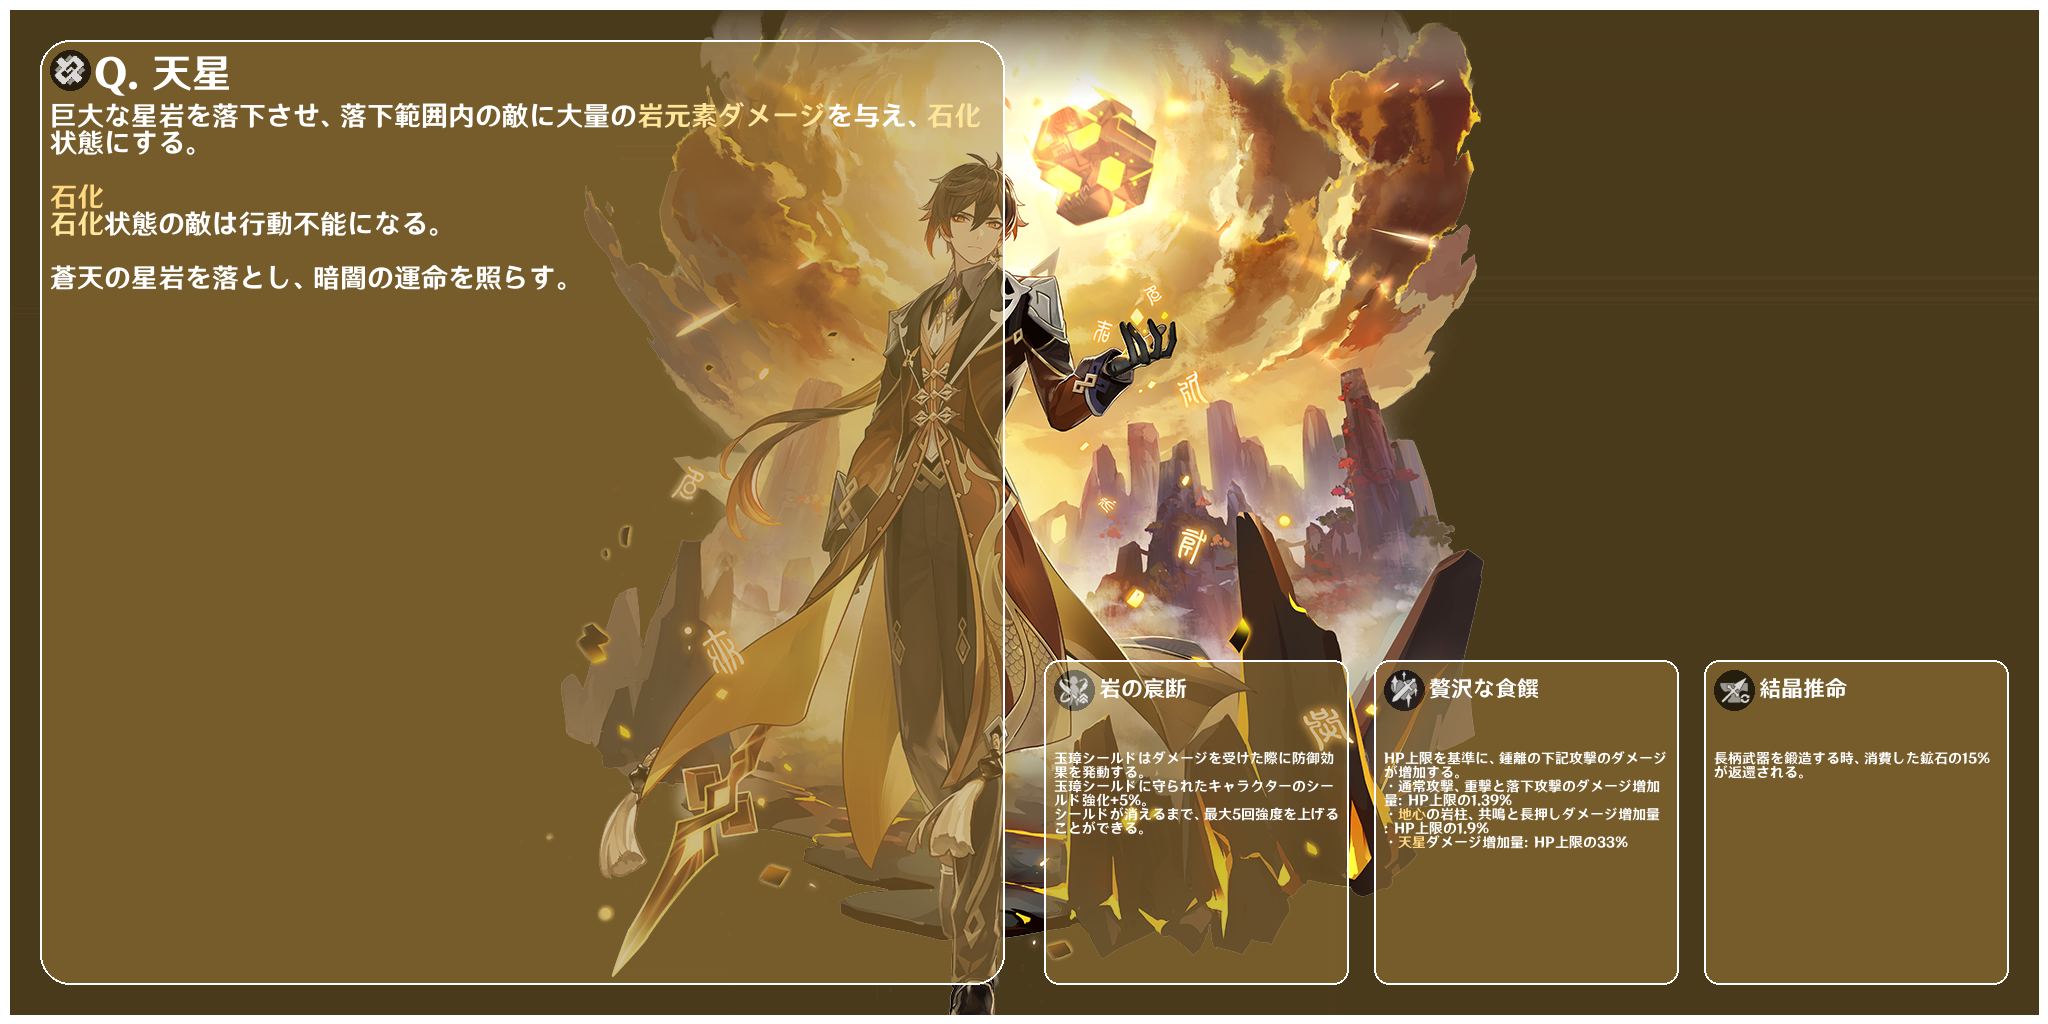 Q. 天星
巨大な星岩を落下させ、落下範囲内の敵に大量の岩元素ダメージを与え、石化
状態にする。
石化
石化状態の敵は行動不能になる。
蒼天の星岩を落とし、暗闇の運命を照らす。
岩の宸断
玉璋シールドはダメージを受けた際に防御効
果を発動する。
玉璋シールドに守られたキャラクターのシー
ルド強化+5%。
シールドが消えるまで、最大5回強度を上げる
ことができる。
贅沢な食饌
HP上限を基準に、鍾離の下記攻撃のダメージ
が増加する。
・通常攻撃、重撃と落下攻撃のダメージ増加
量: HP上限の1.39%
・地心の岩柱、共鳴と長押しダメージ増加量
: HP上限の1.9%
・天星ダメージ増加量: HP上限の33%
結晶推命
長柄武器を鍛造する時、消費した鉱石の15%
が返還される。